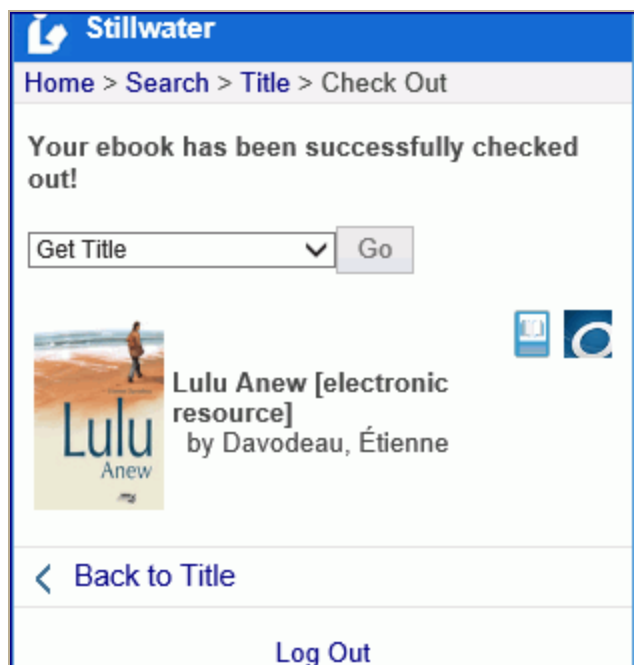 Stillwater
Home > Search > Title > Check Out
Your ebook has been successfully checked
out!
Get Title
Go
Lulu Anew [electronic
resource]
by Davodeau, Étienne
Lulu
Anew
Back to Title
Log Out